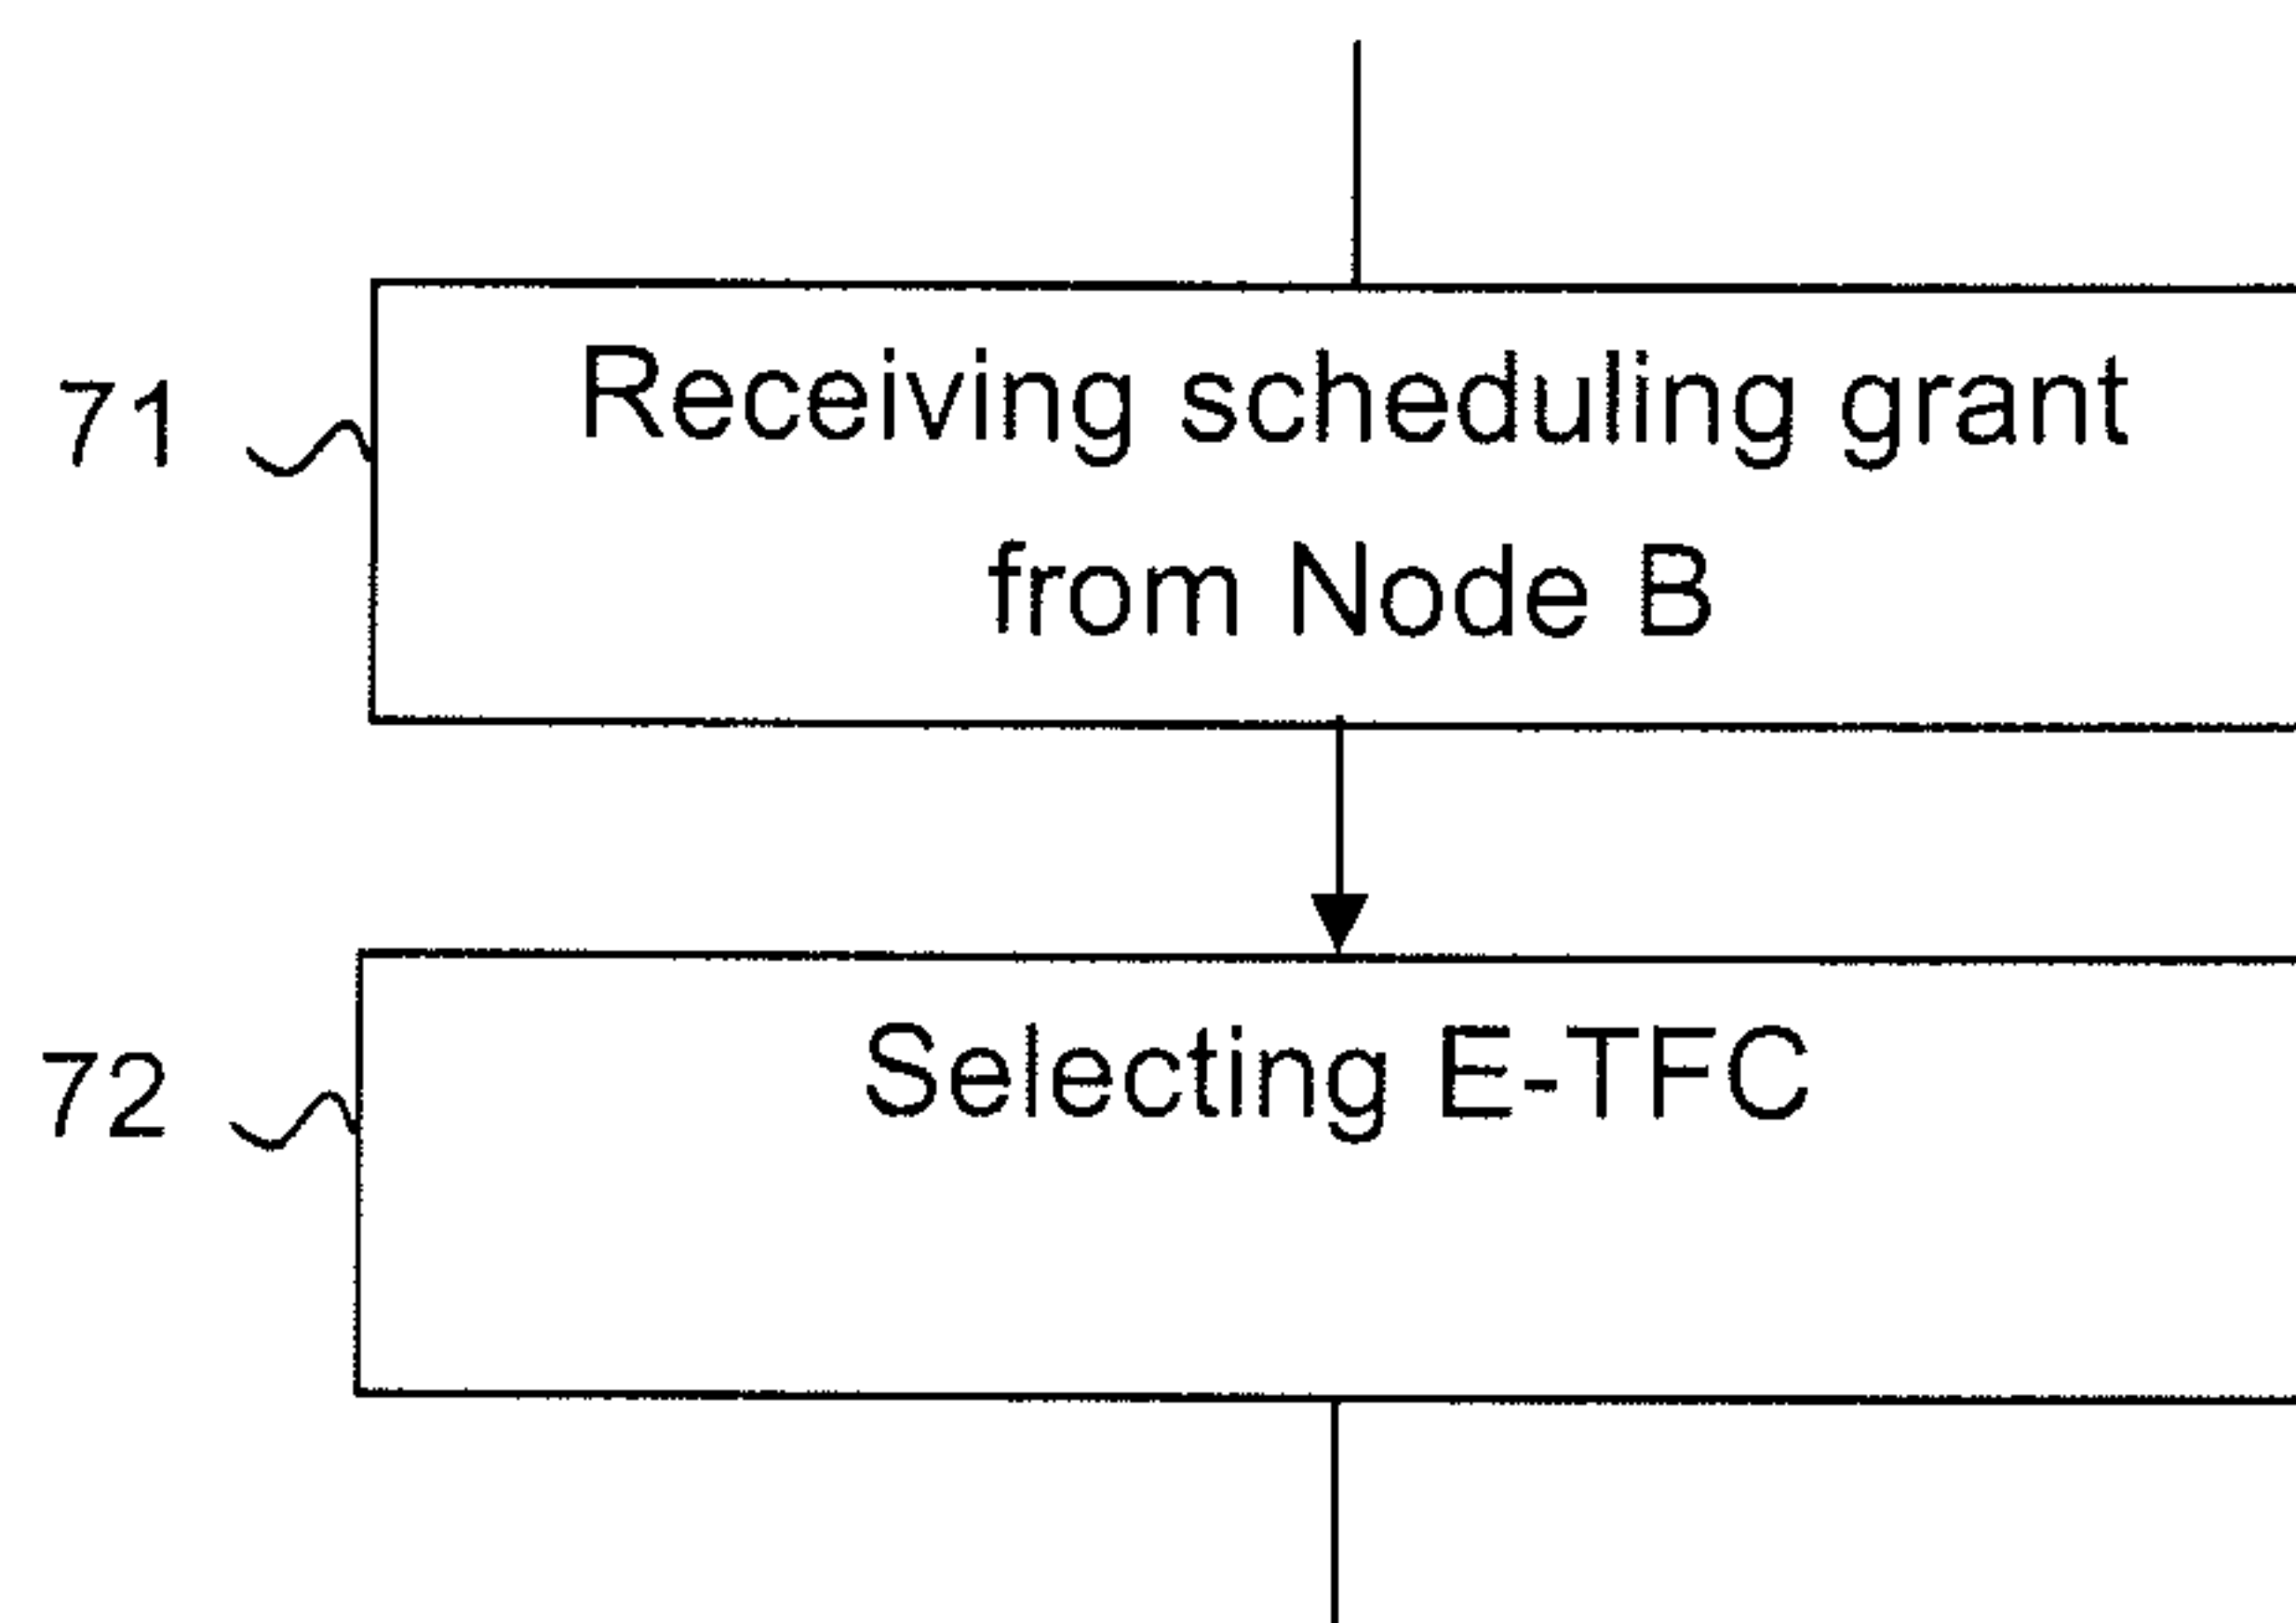 71
Receiving scheduling grant
from Node B
72
Selecting E-TFC